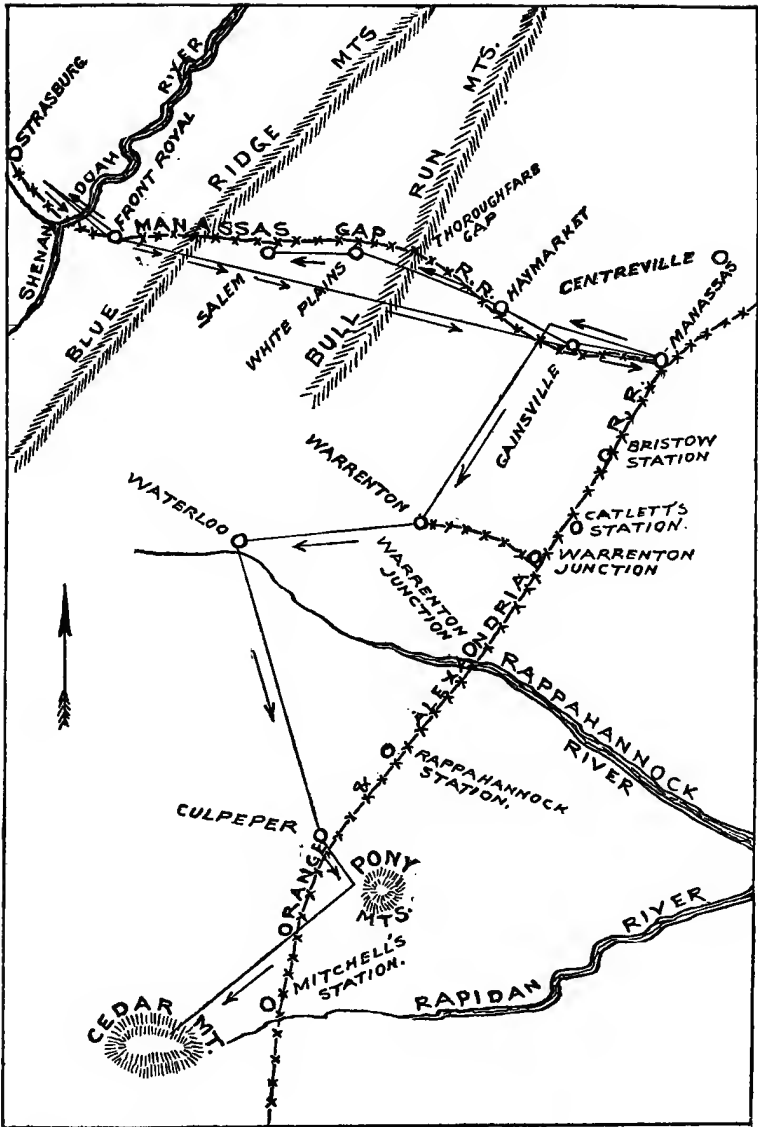 STRASBURG
SHENANDOAH RIVER
FRONT ROYAL
BLUE RIDGE MTS
BULL RUN MTS.
MANASSAS GAP R.R.
THOROUGHFARE
GAP
SALEM
WHITE PLAINS
HAYMARKET
CENTREVILLE
MANASSAS
GAINSVILLE
BRISTOW
STATION
WARRENTON
CATLETT'S
STATION.
WATERLOO
WARRENTON
JUNCTION
WARRENTON
JUNCTION
ORANGE & ALEXANDRIA R.R.
RAPPAHANNOCK
RIVER
RAPPAHANNOCK
STATION.
CULPEPER
PONY
MTS.
MITCHELL'S
STATION.
RAPIDAN RIVER
CEDAR MT.